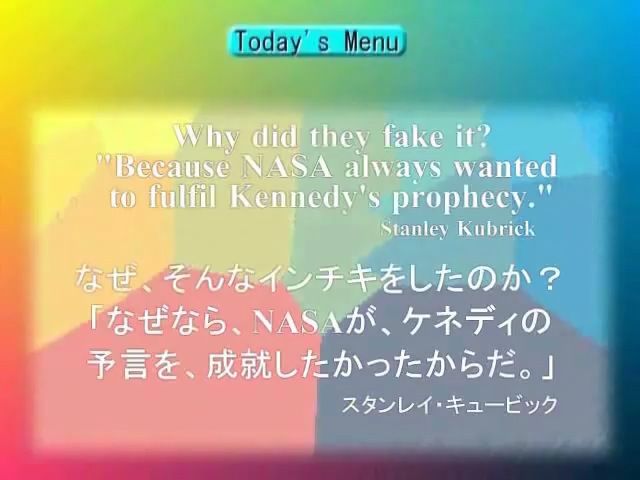 Today's Menu
Why did they fake it?
"Because NASA always wanted
to fulfil Kennedy's prophecy."
Stanley Kubrick
なぜ、そんなインチキをしたのか？
「なぜなら、NASAが、ケネディの
予言を、成就したかったからだ。」
スタンレイ・キュービック